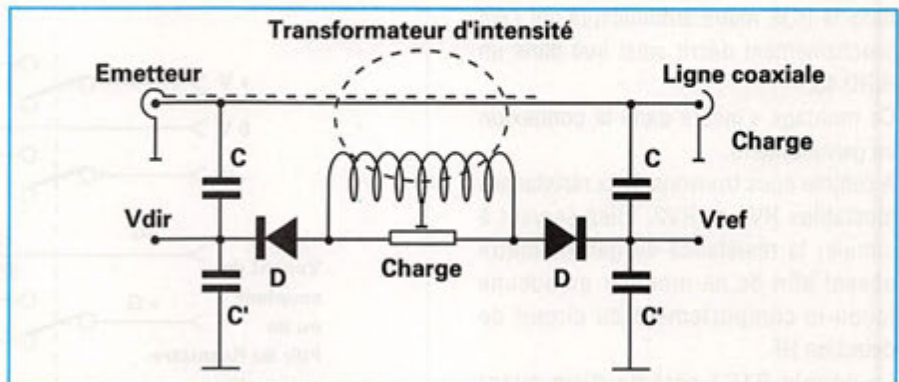 Transformateur d'intensité
Emetteur
Ligne coaxiale
Charge
C
C
Vdir
Vref
D
Charge
D
C'
C'